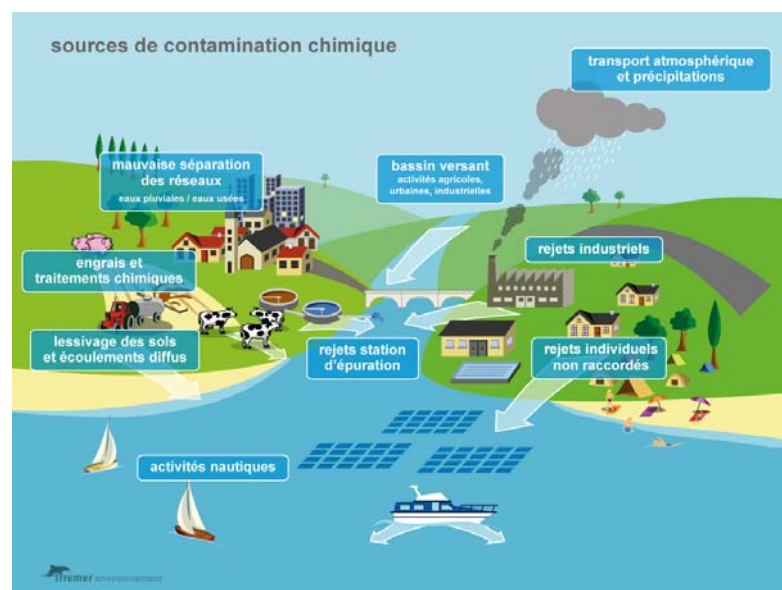 sources de contamination chimique
transport atmosphérique
et précipitations
mauvaise séparation
des réseaux
eaux pluviales / eaux usées
bassin versant
activités agricoles,
urbaines, industrielles
rejets industriels
engrais et
traitements chimiques
lessivage des sols
et écoulements diffus
rejets station
d'épuration
rejets individuels
non raccordés
activités nautiques
Ifremer environnement